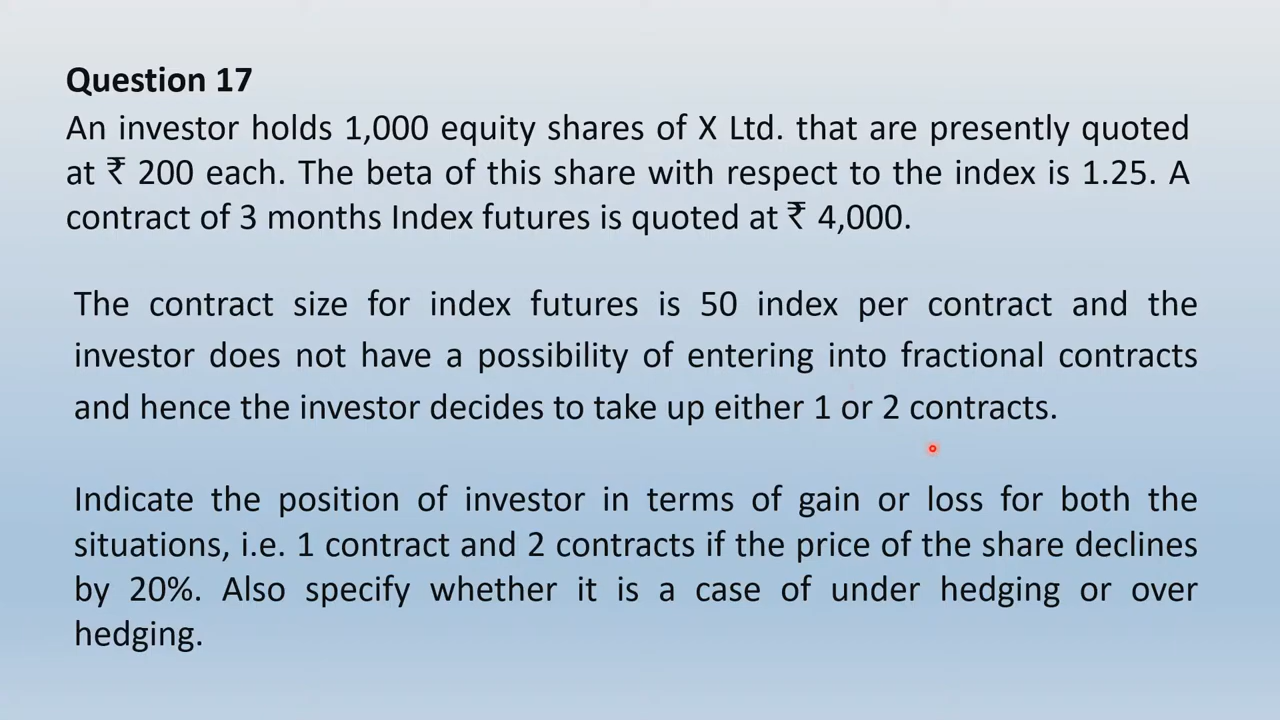 Question 17
An investor holds 1,000 equity shares of X Ltd. that are presently quoted
at ₹ 200 each. The beta of this share with respect to the index is 1.25. A
contract of 3 months Index futures is quoted at ₹ 4,000.
The contract size for index futures is 50 index per contract and the
investor does not have a possibility of entering into fractional contracts
and hence the investor decides to take up either 1 or 2 contracts.
Indicate the position of investor in terms of gain or loss for both the
situations, i.e. 1 contract and 2 contracts if the price of the share declines
by 20%. Also specify whether it is a case of under hedging or over
hedging.